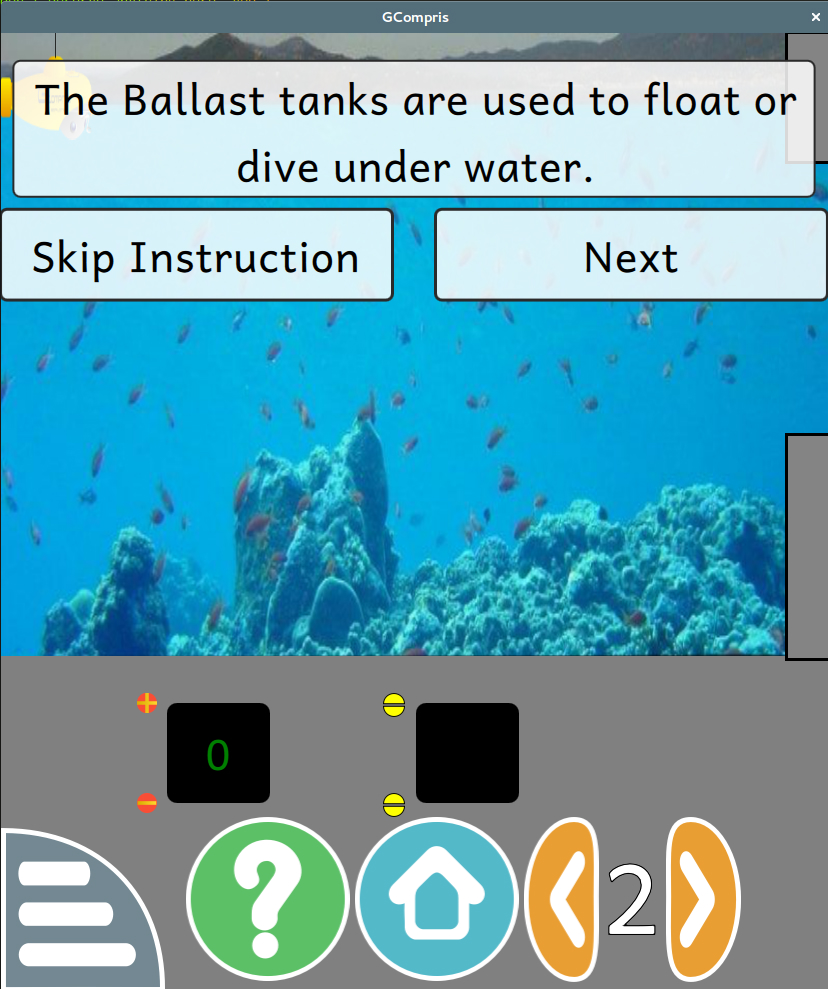 GCompris
The Ballast tanks are used to float or
dive under water.
Skip Instruction
Next
0
2